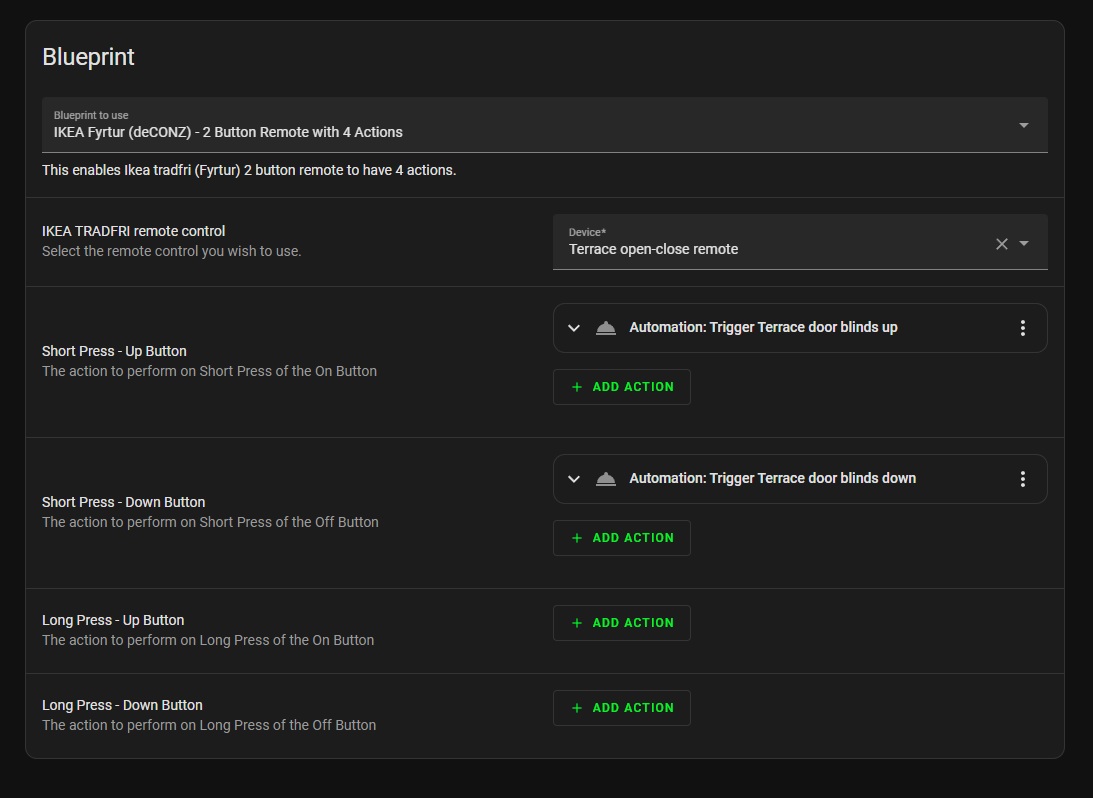 Blueprint
Blueprint to use
IKEA Fyrtur (deCONZ) - 2 Button Remote with 4 Actions
This enables Ikea tradfri (Fyrtur) 2 button remote to have 4 actions.
IKEA TRADFRI remote control
Select the remote control you wish to use.
Device*
Terrace open-close remote
Short Press - Up Button
The action to perform on Short Press of the On Button
Automation: Trigger Terrace door blinds up
ADD ACTION
Short Press - Down Button
The action to perform on Short Press of the Off Button
Automation: Trigger Terrace door blinds down
ADD ACTION
Long Press - Up Button
The action to perform on Long Press of the On Button
ADD ACTION
Long Press - Down Button
The action to perform on Long Press of the Off Button
ADD ACTION